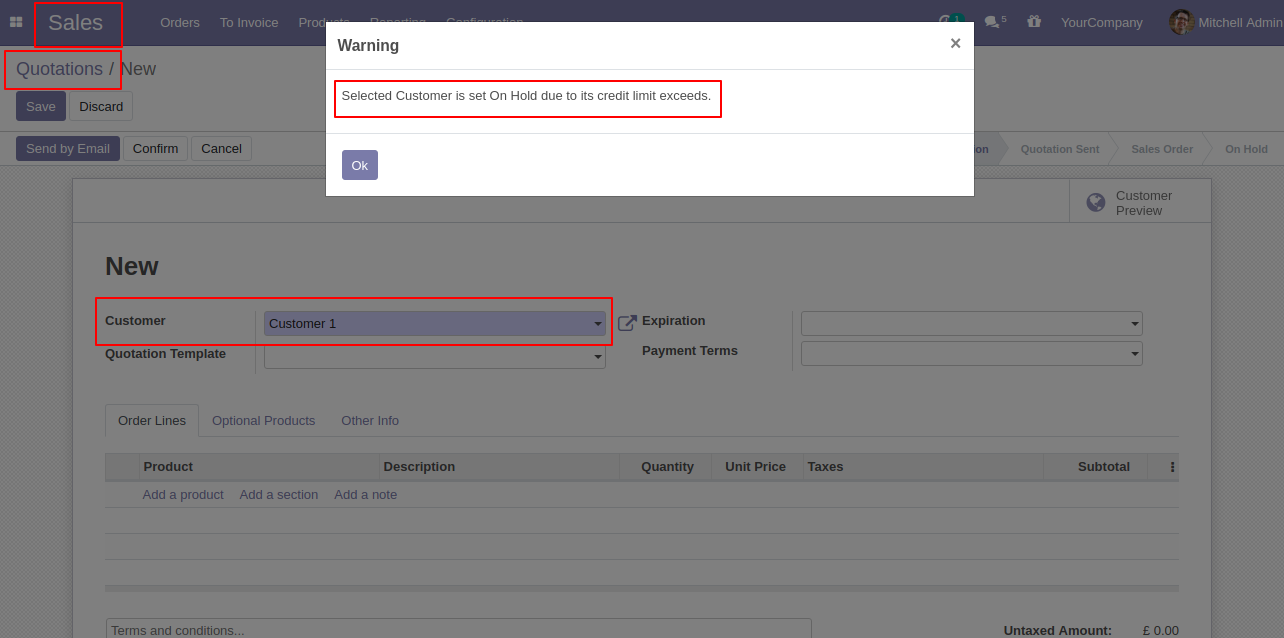 Sales
Orders To Invoice Products Reporting Configuration 1 5 YourCompany Mitchell Admin
Quotations / New
Save Discard
Send by Email Confirm Cancel Quotation Sent Sales Order On Hold
Warning ×
Selected Customer is set On Hold due to its credit limit exceeds.
Ok
Customer
Preview
New
Customer Customer 1 Expiration
Quotation Template Payment Terms
Order Lines Optional Products Other Info
Product Description Quantity Unit Price Taxes Subtotal
Add a product Add a section Add a note
Terms and conditions... Untaxed Amount: £ 0.00